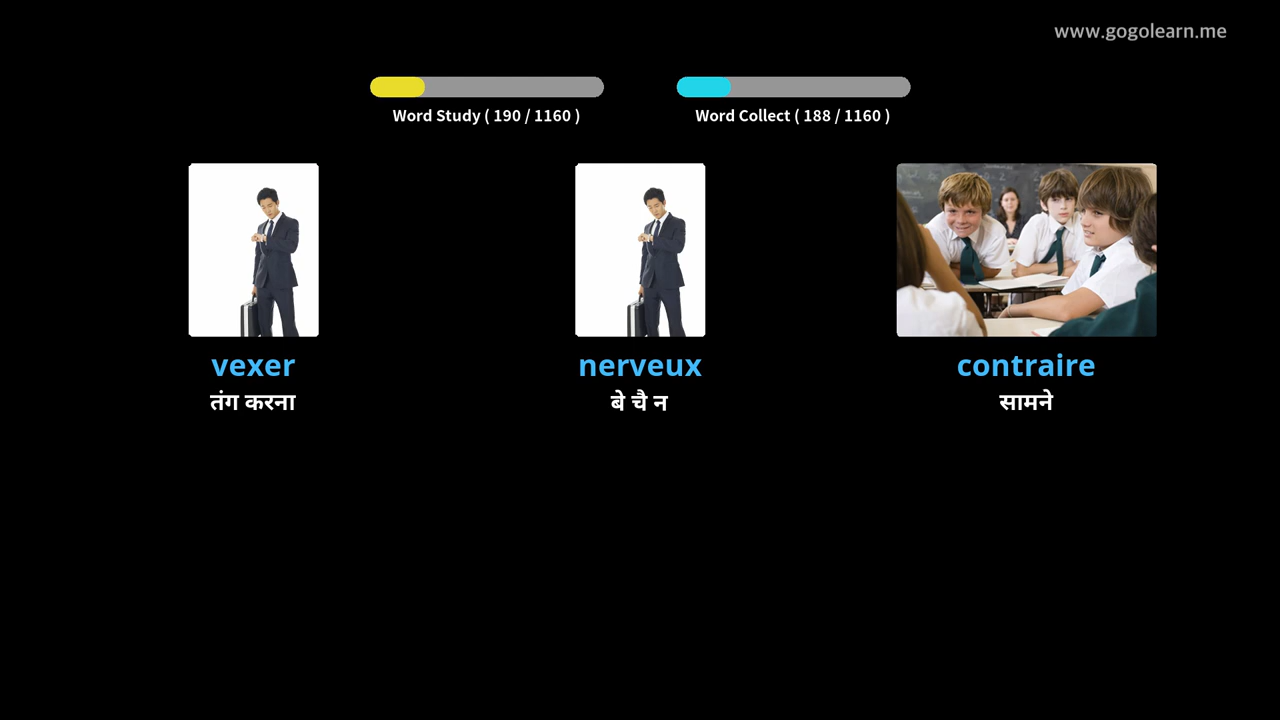 www.gogolearn.me
Word Study ( 190 / 1160 )
Word Collect ( 188 / 1160 )
vexer
तंग करना
nerveux
बे चै न
contraire
सामने